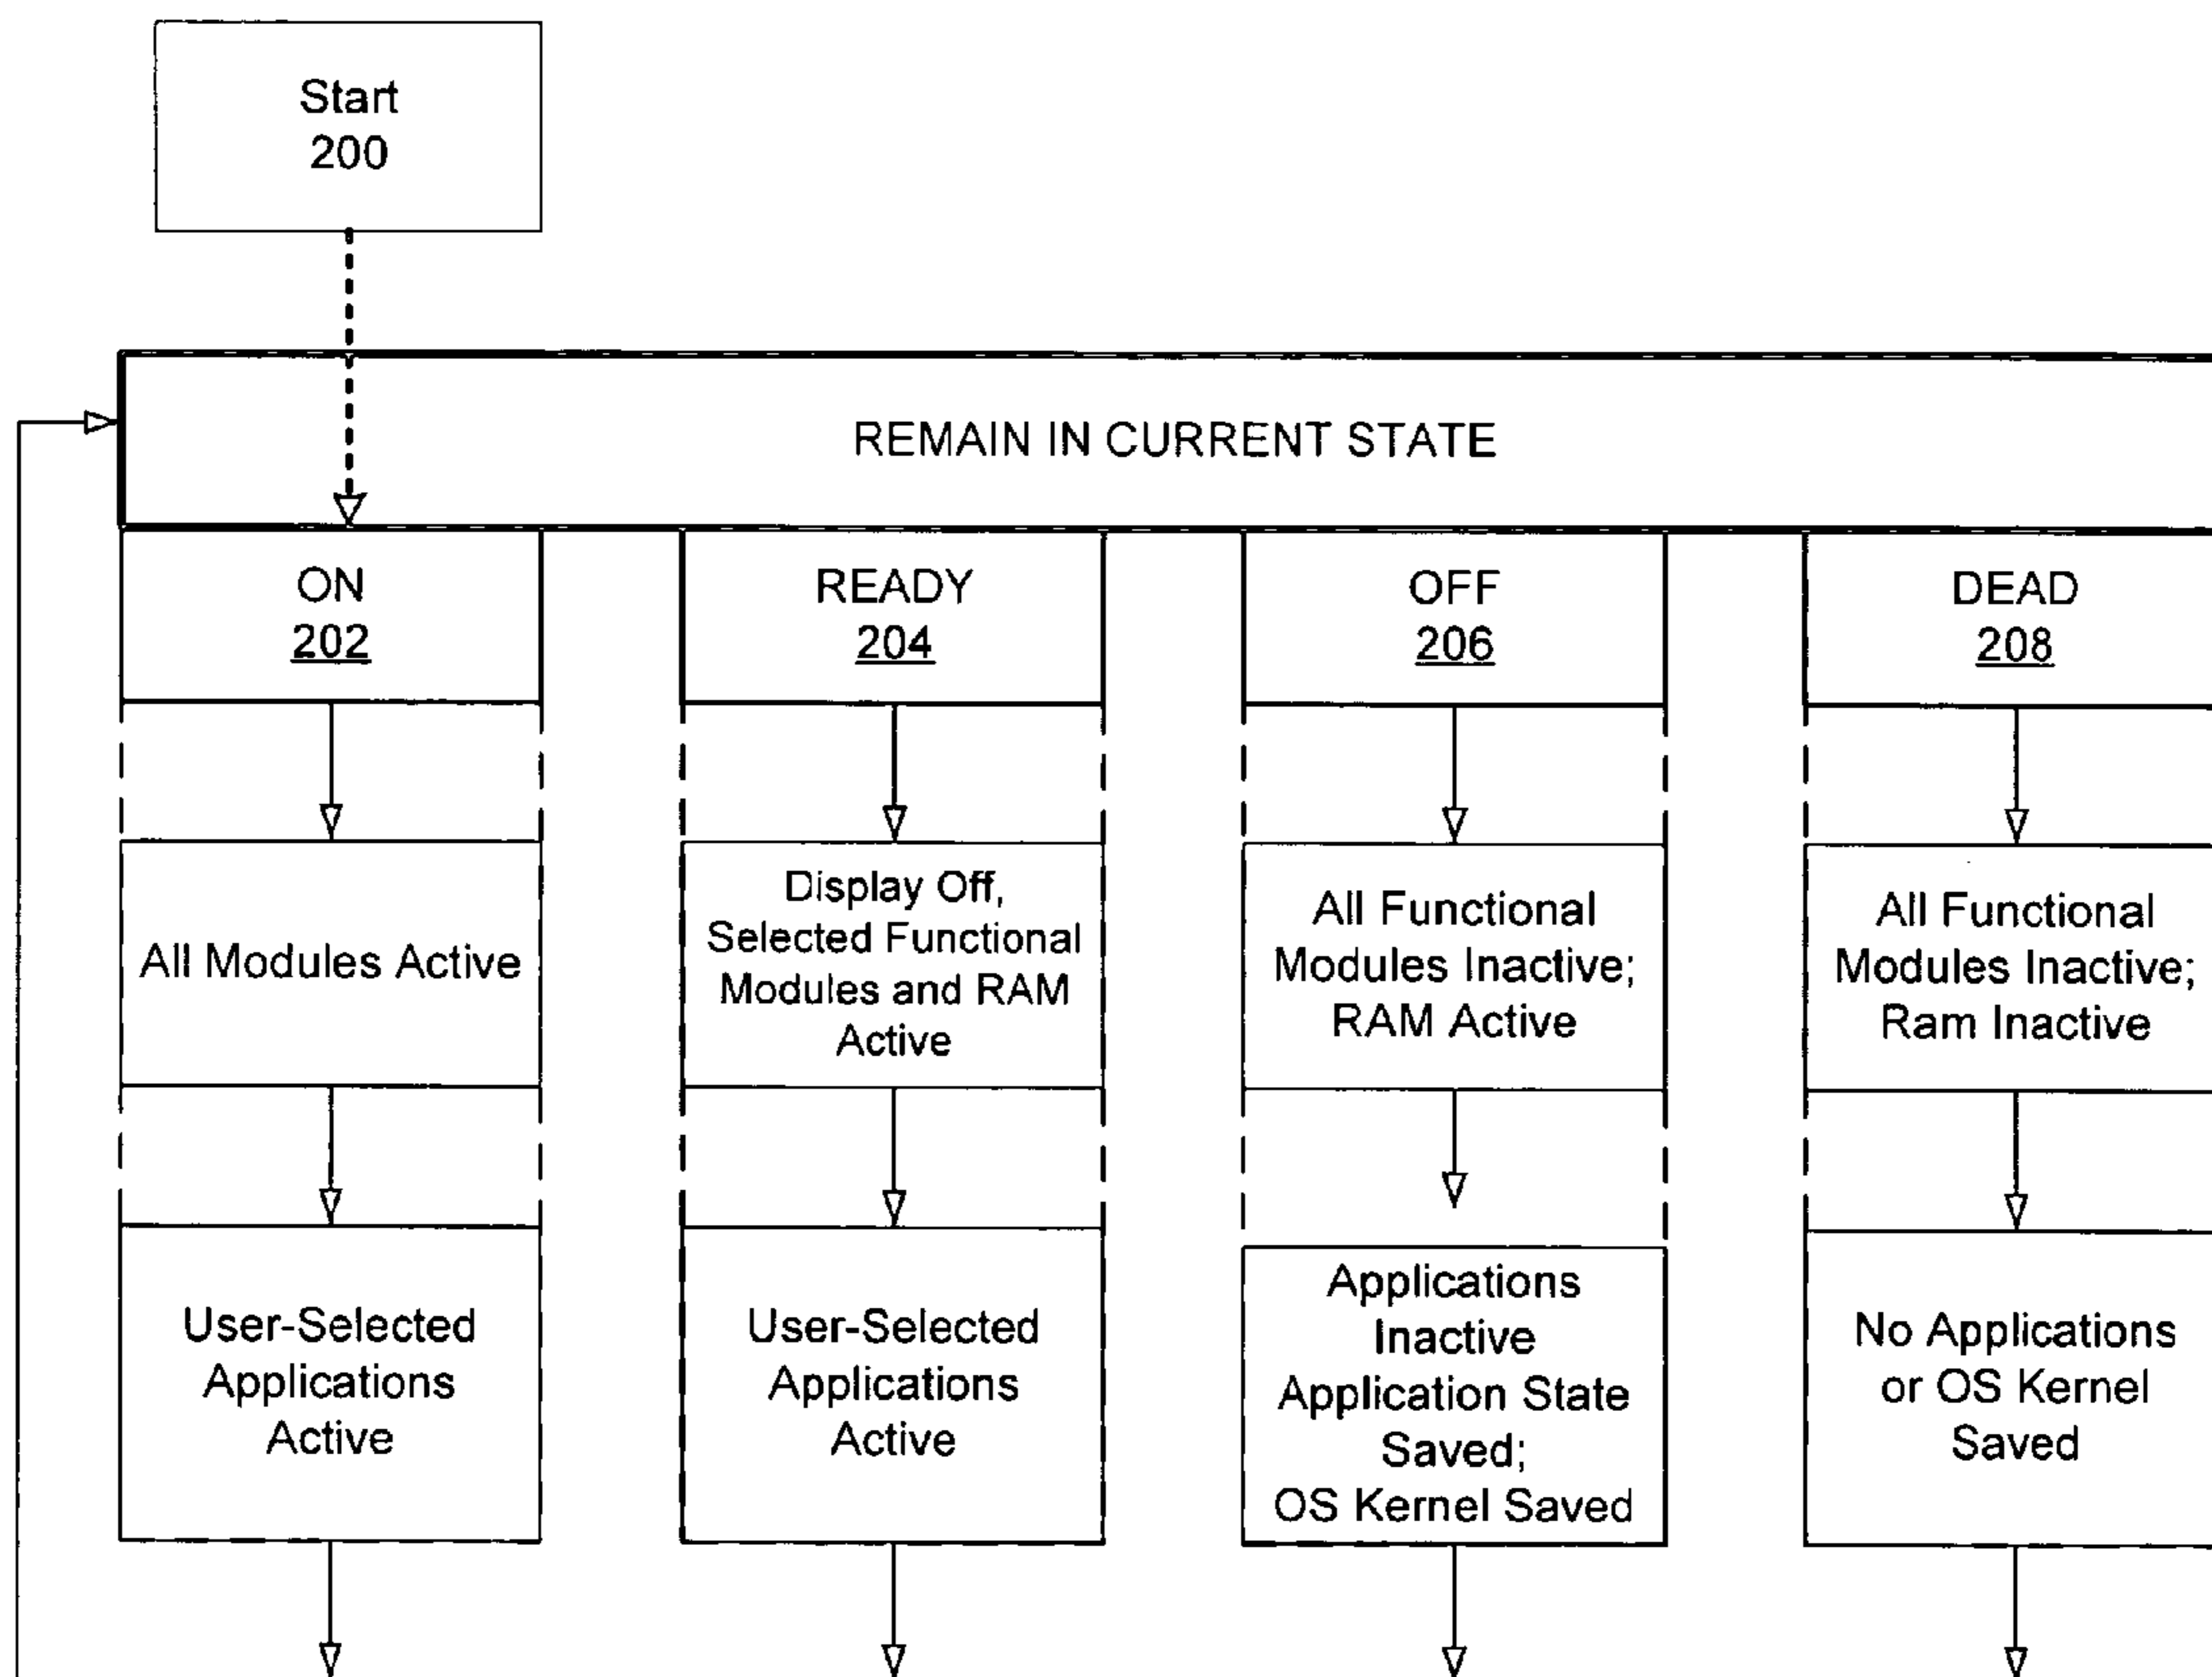 Start
200
REMAIN IN CURRENT STATE
ON
202
READY
204
OFF
206
DEAD
208
All Modules Active
Display Off,
Selected Functional
Modules and RAM
Active
All Functional
Modules Inactive;
RAM Active
All Functional
Modules Inactive;
Ram Inactive
User-Selected
Applications
Active
User-Selected
Applications
Active
Applications
Inactive
Application State
Saved;
OS Kernel Saved
No Applications
or OS Kernel
Saved